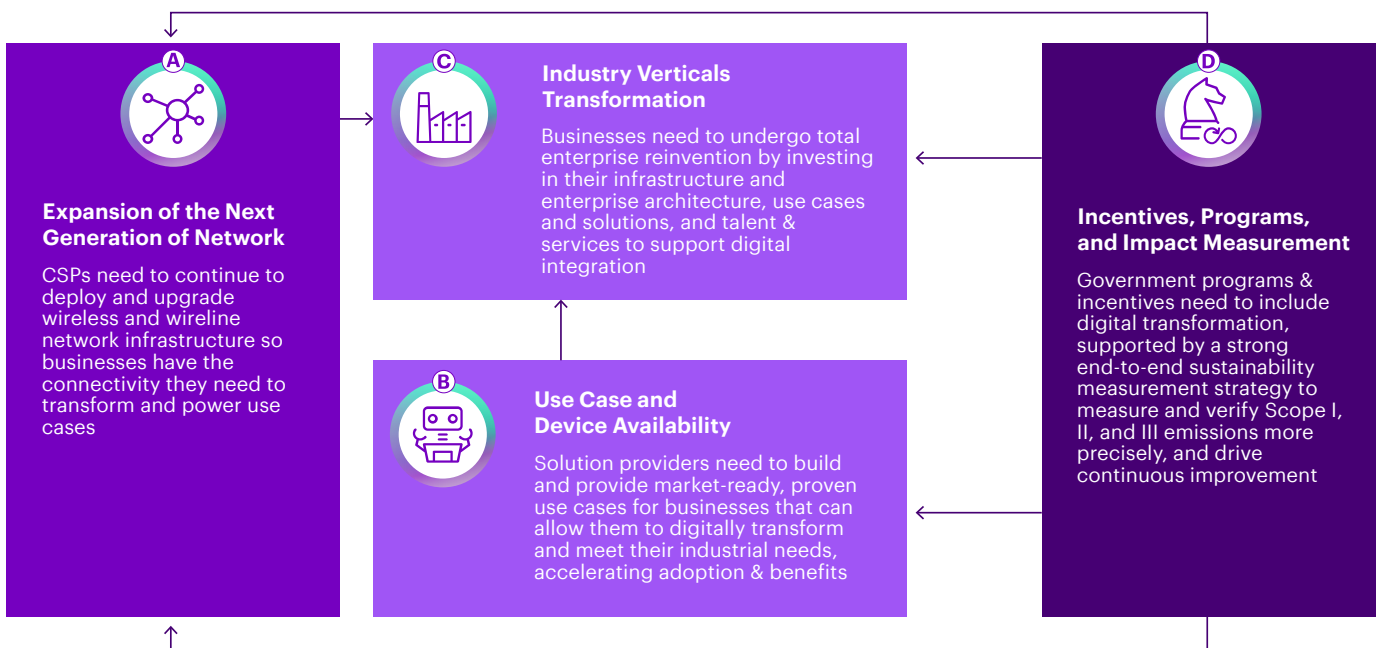 A
Expansion of the Next
Generation of Network
CSPs need to continue to
deploy and upgrade
wireless and wireline
network infrastructure so
businesses have the
connectivity they need to
transform and power use
cases
C
Industry Verticals
Transformation
Businesses need to undergo total
enterprise reinvention by investing
in their infrastructure and
enterprise architecture, use cases
and solutions, and talent &
services to support digital
integration
B
Use Case and
Device Availability
Solution providers need to build
and provide market-ready, proven
use cases for businesses that can
allow them to digitally transform
and meet their industrial needs,
accelerating adoption & benefits
D
Incentives, Programs,
and Impact Measurement
Government programs &
incentives need to include
digital transformation,
supported by a strong
end-to-end sustainability
measurement strategy to
measure and verify Scope I,
II, and III emissions more
precisely, and drive
continuous improvement